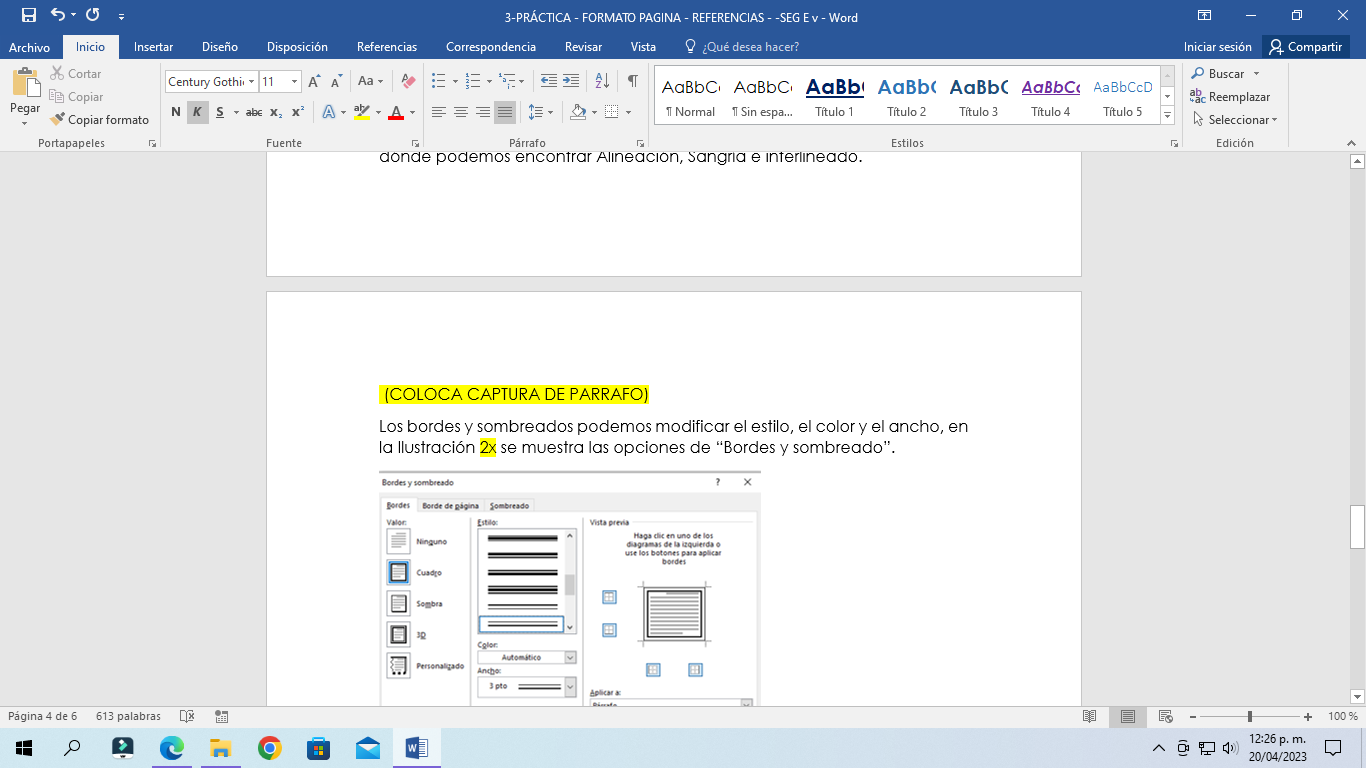 3-PRÁCTICA - FORMATO PAGINA - REFERENCIAS - -SEG E v - Word
Archivo Inicio Insertar Diseño Disposición Referencias Correspondencia Revisar Vista ¿Qué desea hacer? Iniciar sesión Compartir
Pegar
Cortar
Copiar
Copiar formato
Portapapeles
Century Gothi 11
N K S abc x₂ x²
Fuente
Párrafo
AaBbCc AaBbCc AaBbC AaBbC AaBbC AaBbCc AaBbCcD
¶ Normal ¶ Sin espa... Título 1 Título 2 Título 3 Título 4 Título 5
Estilos
Buscar
Reemplazar
Seleccionar
Edición
donde podemos encontrar Alineación, Sangría e interlineado.
(COLOCA CAPTURA DE PARRAFO)
Los bordes y sombreados podemos modificar el estilo, el color y el ancho, en
la Ilustración 2x se muestra las opciones de “Bordes y sombreado”.
Bordes y sombreado ?
Bordes Borde de página Sombreado
Valor:
Ninguno
Cuadro
Sombra
3D
Personalizado
Estilo:
Color:
Automático
Ancho:
3 pto
Vista previa
Haga clic en uno de los
diagramas de la izquierda o
use los botones para aplicar
bordes
Aplicar a:
Párrafo
Página 4 de 6 613 palabras 100 %
12:26 p. m.
20/04/2023